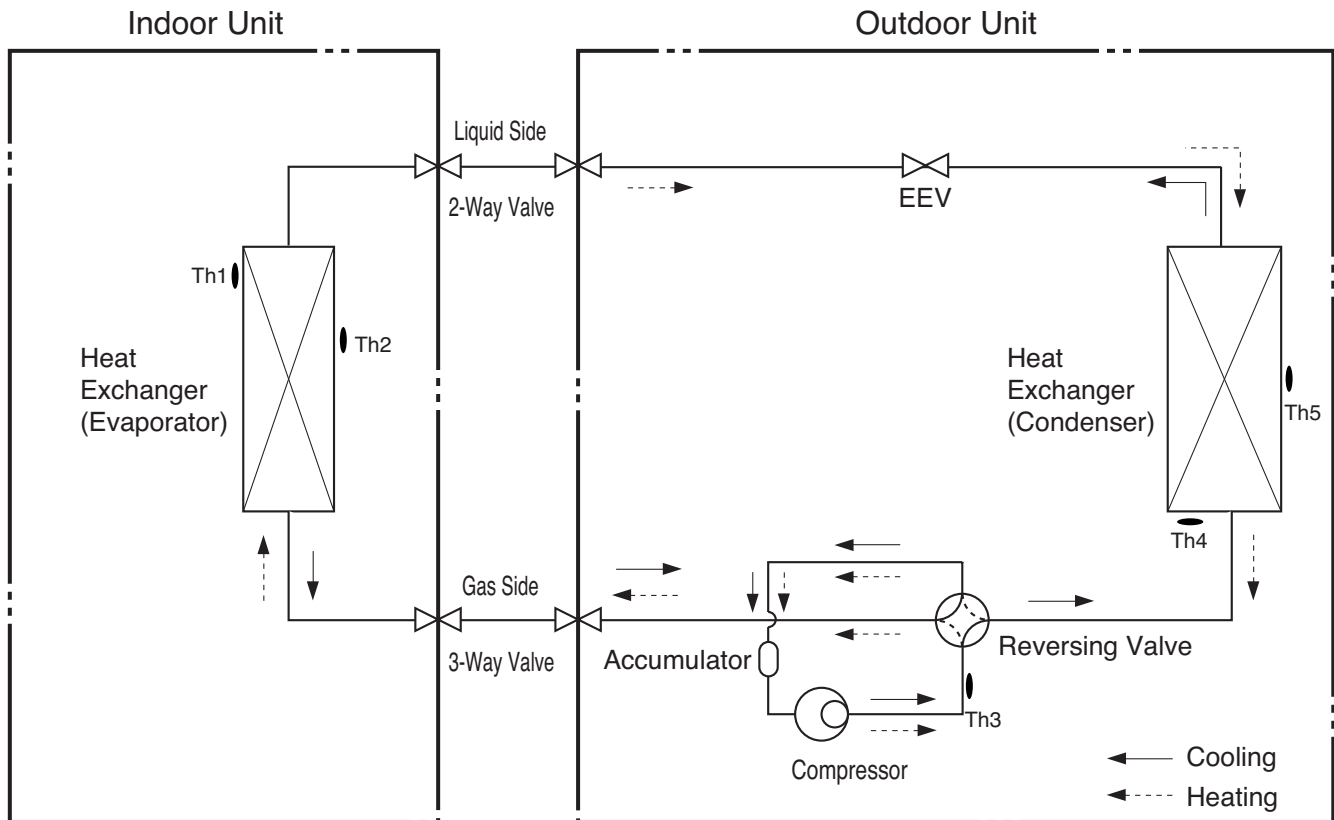 Indoor Unit
Outdoor Unit
Liquid Side
2-Way Valve
EEV
Th1
Th2
Heat
Exchanger
(Evaporator)
Heat
Exchanger
(Condenser)
Th5
Th4
Gas Side
3-Way Valve
Accumulator
Reversing Valve
Th3
Compressor
Cooling
Heating